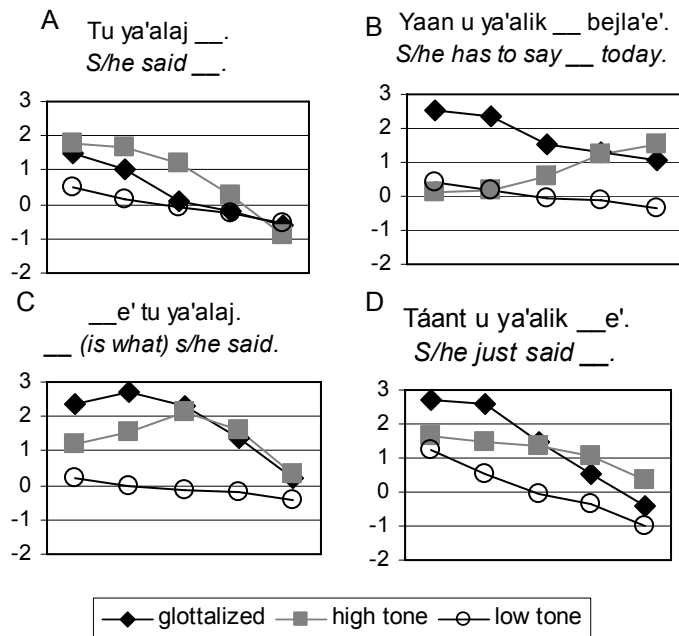 A
Tu ya'alaj __.
S/he said __.
3
2
1
0
-1
-2
B
Yaan u ya'alik __ bejla'e'.
S/he has to say __ today.
3
2
1
0
-1
-2
C
__e' tu ya'alaj.
__ (is what) s/he said.
3
2
1
0
-1
-2
D
Táant u ya'alik __e'.
S/he just said __.
3
2
1
0
-1
-2
glottalized high tone low tone